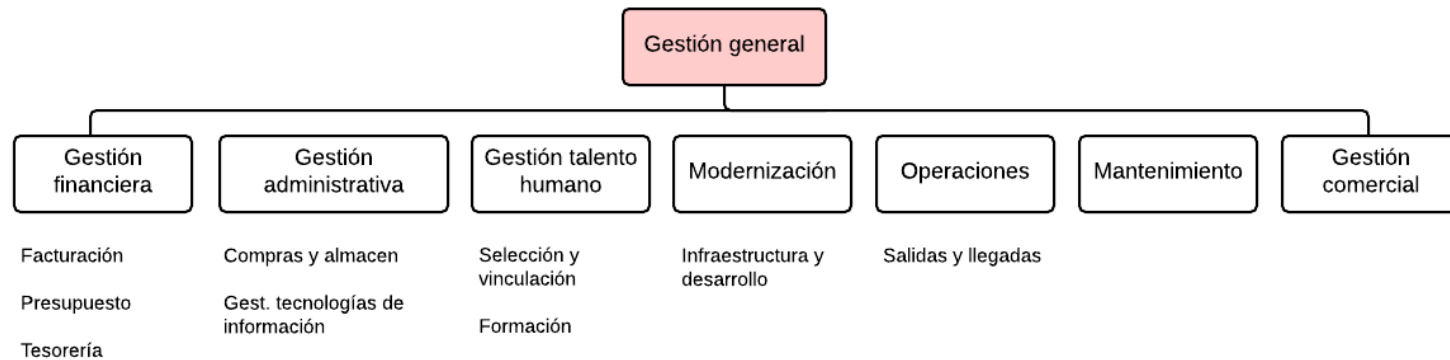 Gestión general
Gestión
financiera
Gestión
administrativa
Gestión talento
humano
Modernización
Operaciones
Mantenimiento
Gestión
comercial
Facturación
Presupuesto
Tesorería
Compras y almacen
Gest. tecnologías de
información
Selección y
vinculación
Formación
Infraestructura y
desarrollo
Salidas y llegadas